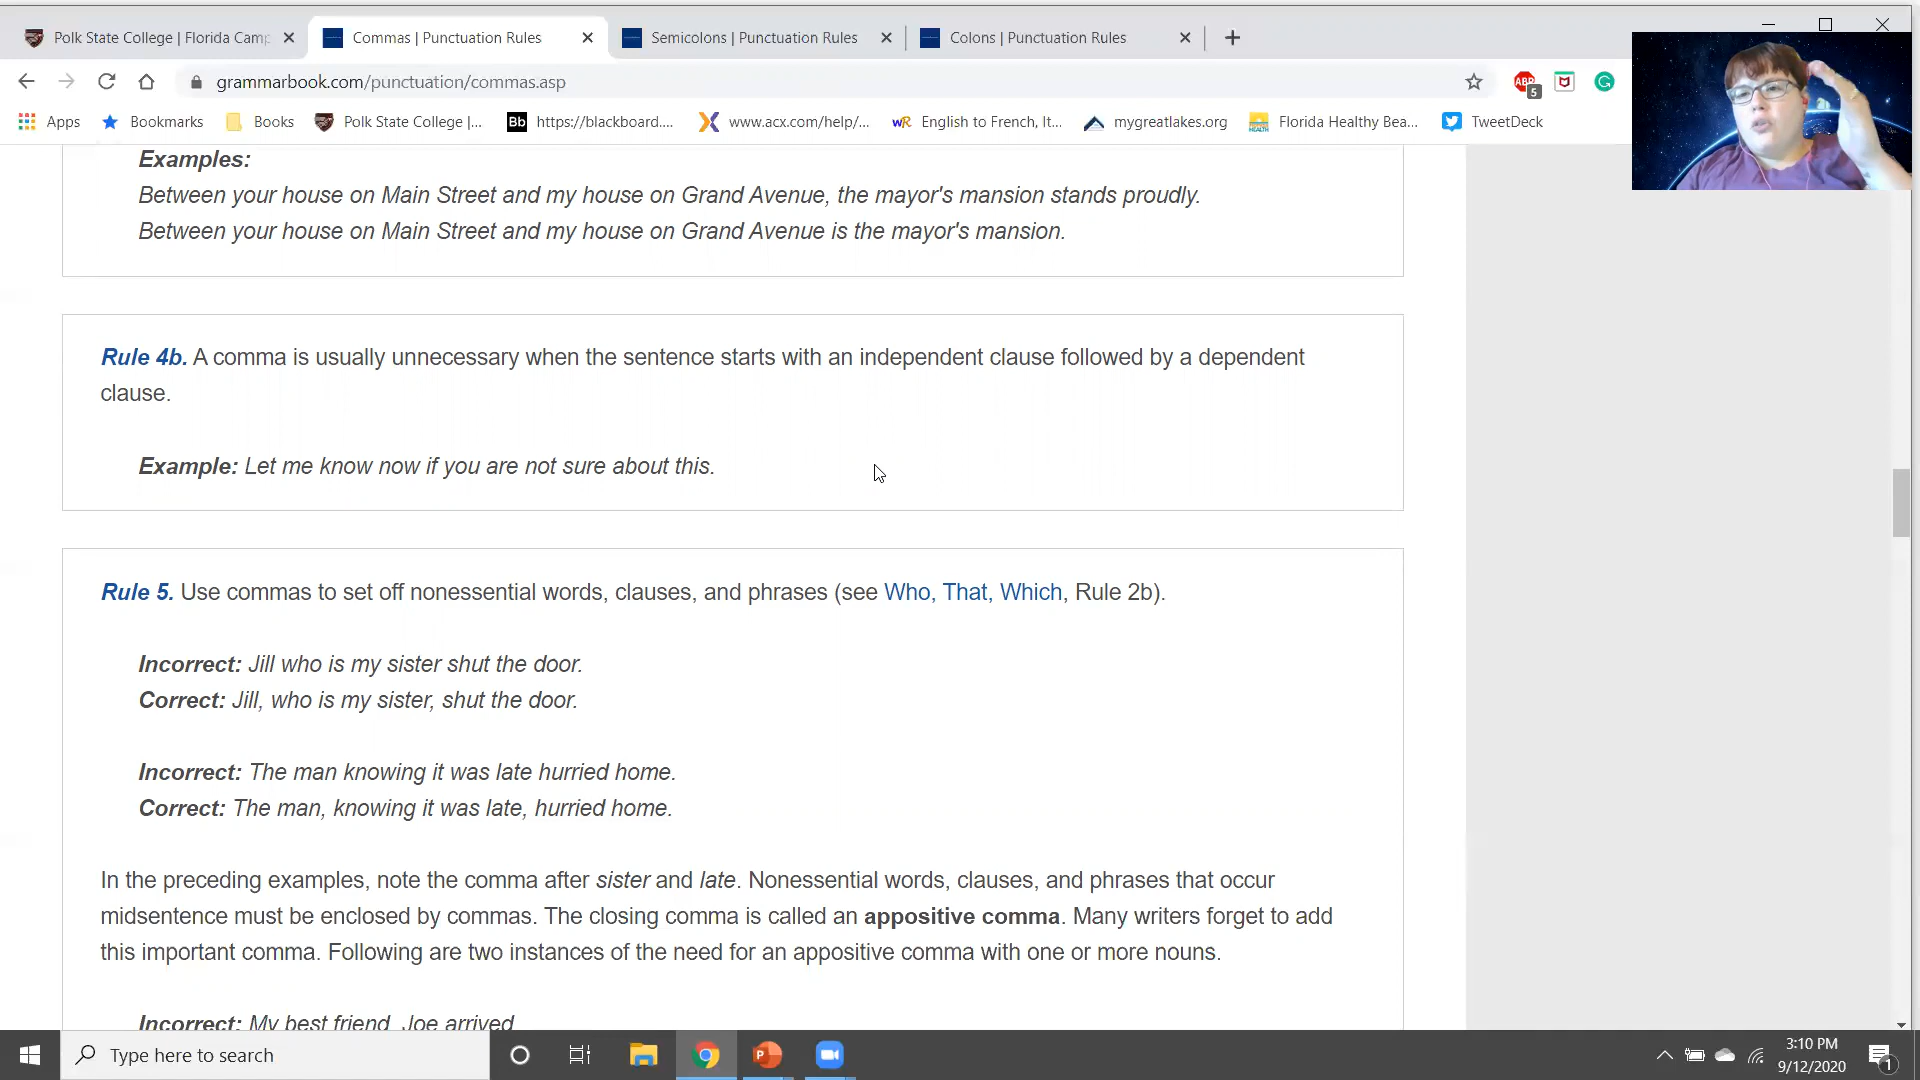 Polk State College | Florida Camp
Commas | Punctuation Rules
Semicolons | Punctuation Rules
Colons | Punctuation Rules
grammarbook.com/punctuation/commas.asp
ABP
5
Apps
Bookmarks
Books
Polk State College |...
Bb
https://blackboard....
www.acx.com/help/...
wR
English to French, It...
mygreatlakes.org
HEALTH
Florida Healthy Bea...
TweetDeck
Examples:
Between your house on Main Street and my house on Grand Avenue, the mayor's mansion stands proudly.
Between your house on Main Street and my house on Grand Avenue is the mayor's mansion.
Rule 4b. A comma is usually unnecessary when the sentence starts with an independent clause followed by a dependent
clause.
Example: Let me know now if you are not sure about this.
Rule 5. Use commas to set off nonessential words, clauses, and phrases (see Who, That, Which, Rule 2b).
Incorrect: Jill who is my sister shut the door.
Correct: Jill, who is my sister, shut the door.
Incorrect: The man knowing it was late hurried home.
Correct: The man, knowing it was late, hurried home.
In the preceding examples, note the comma after sister and late. Nonessential words, clauses, and phrases that occur
midsentence must be enclosed by commas. The closing comma is called an appositive comma. Many writers forget to add
this important comma. Following are two instances of the need for an appositive comma with one or more nouns.
Incorrect: My best friend, Joe arrived
Type here to search
3:10 PM
9/12/2020
1